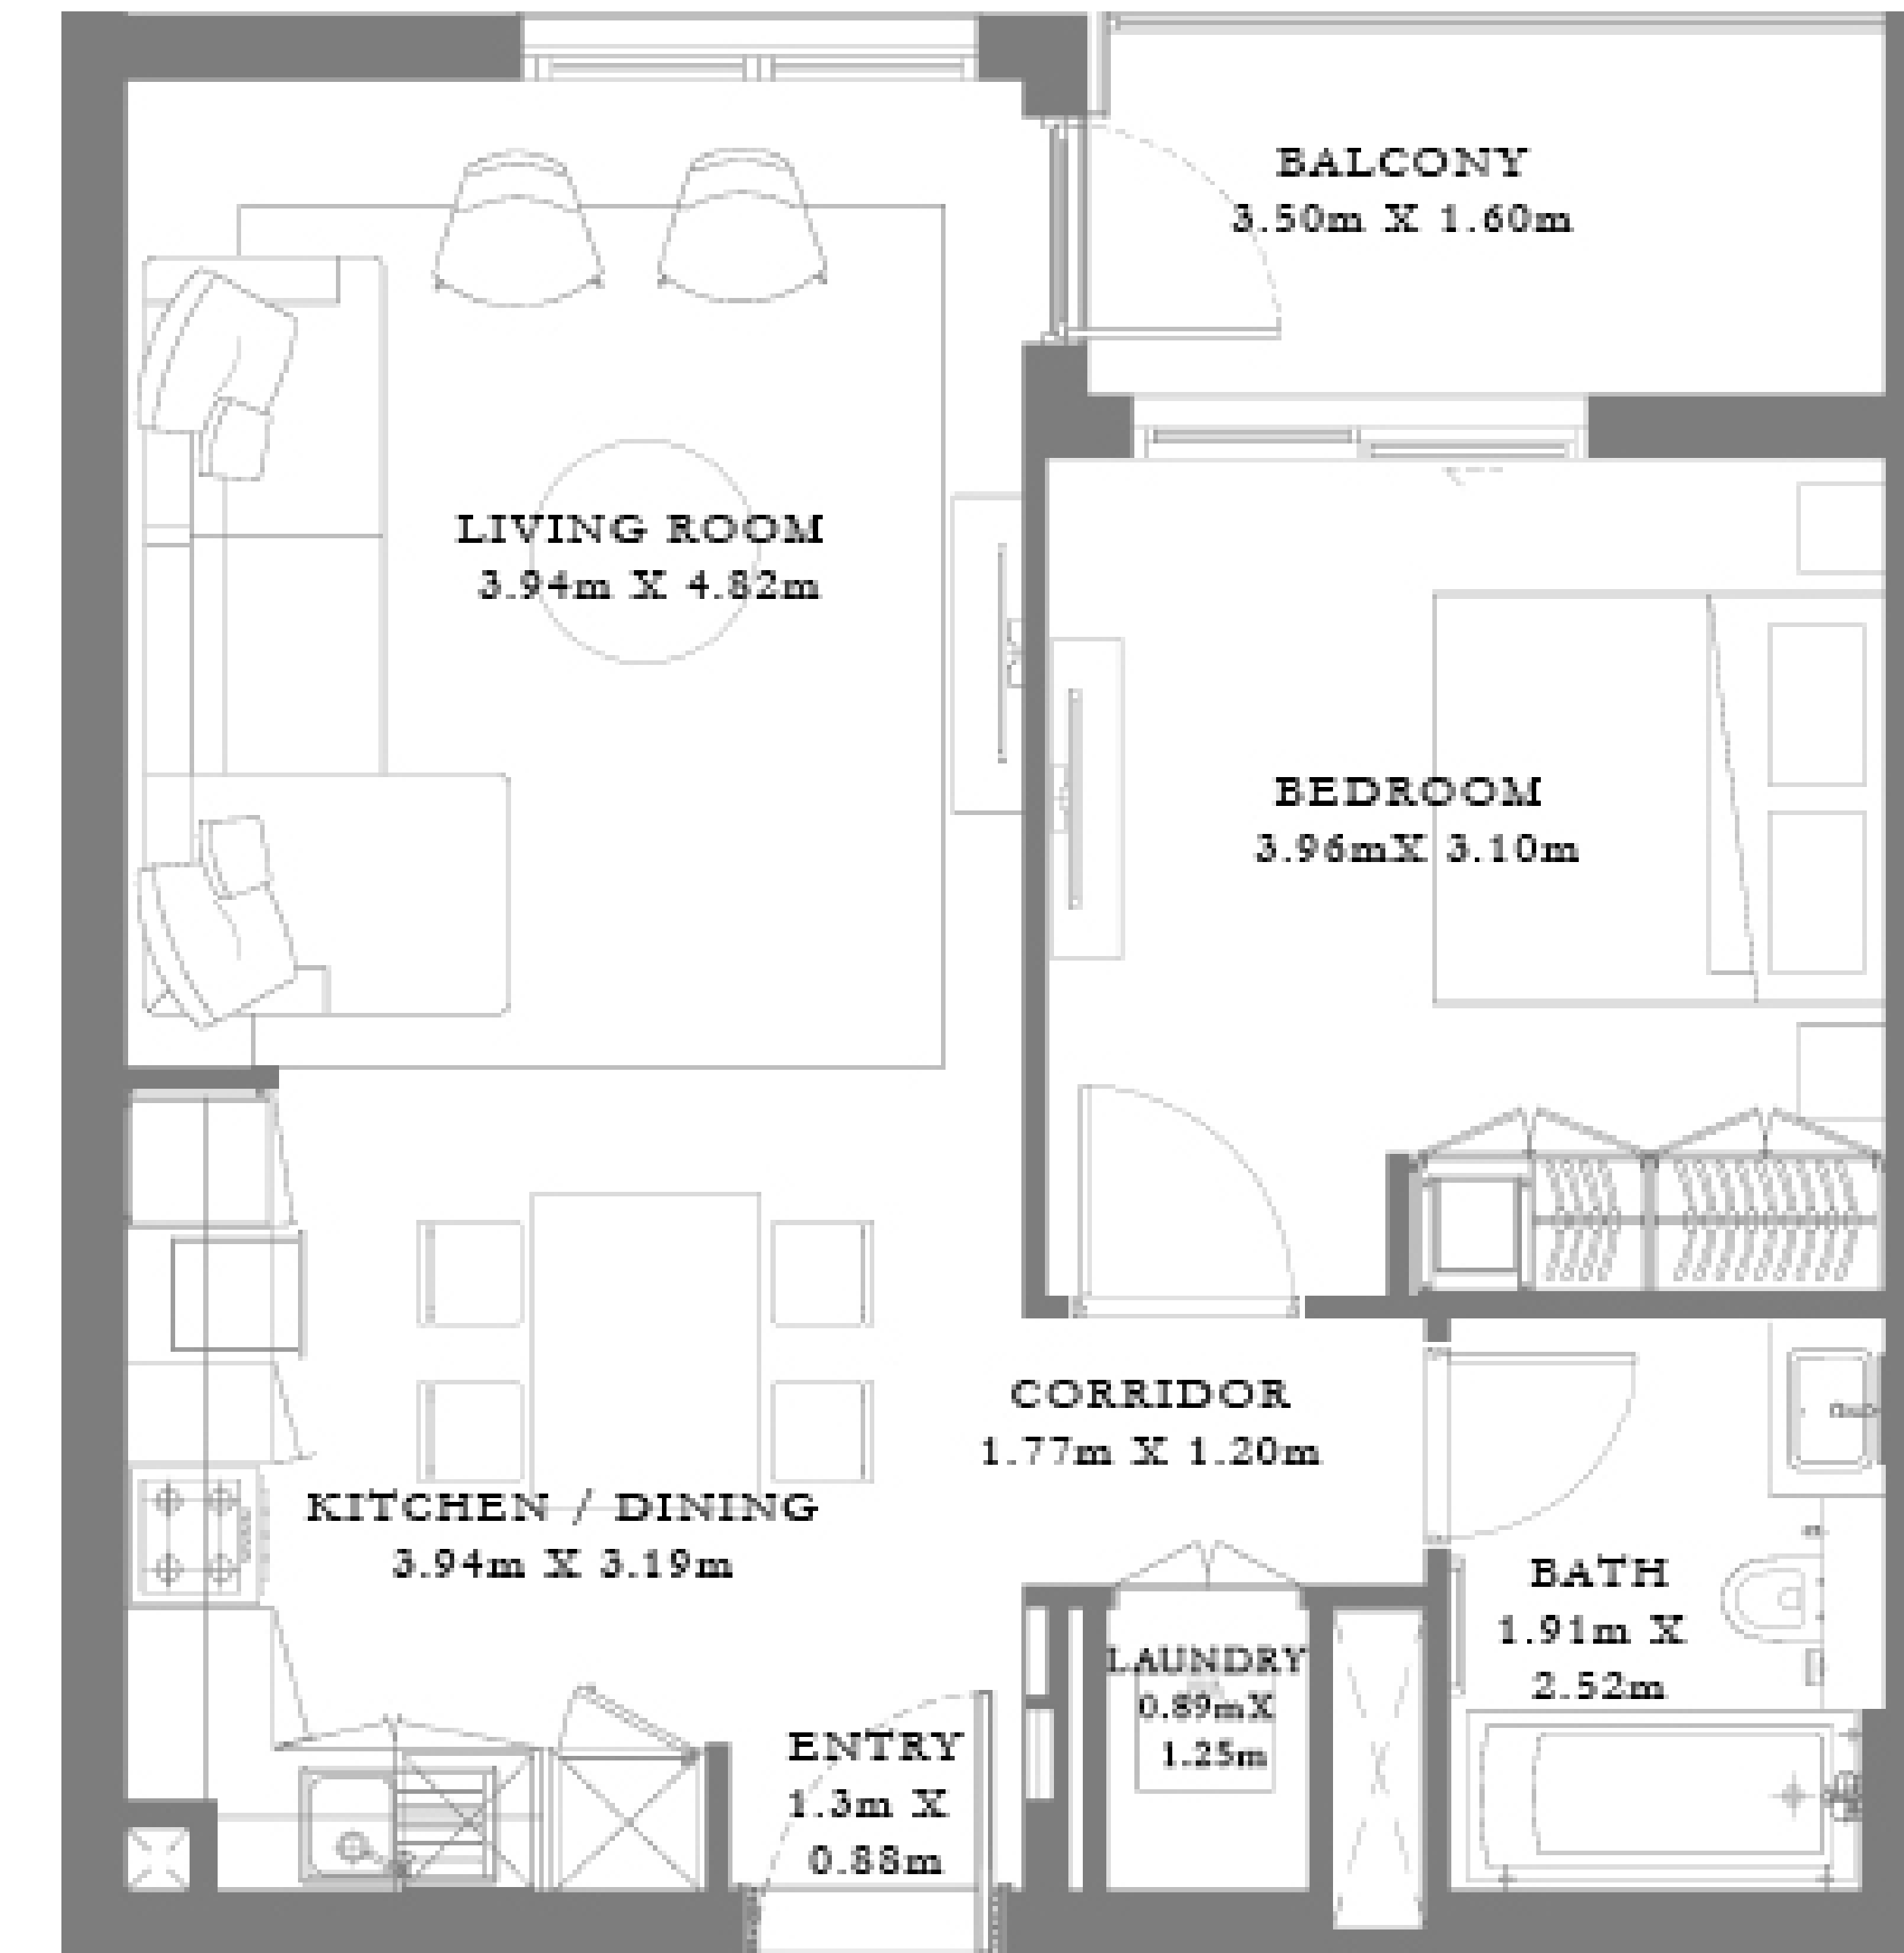 BALCONY
3.50m X 1.60m
LIVING ROOM
3.94m X 4.82m
BEDROOM
3.96mX 3.10m
CORRIDOR
1.77m X 1.20m
KITCHEN / DINING
3.94m X 3.19m
BATH
1.91m X
2.52m
LAUNDRY
0.89mX
1.25m
ENTRY
1.3m X
0.88m